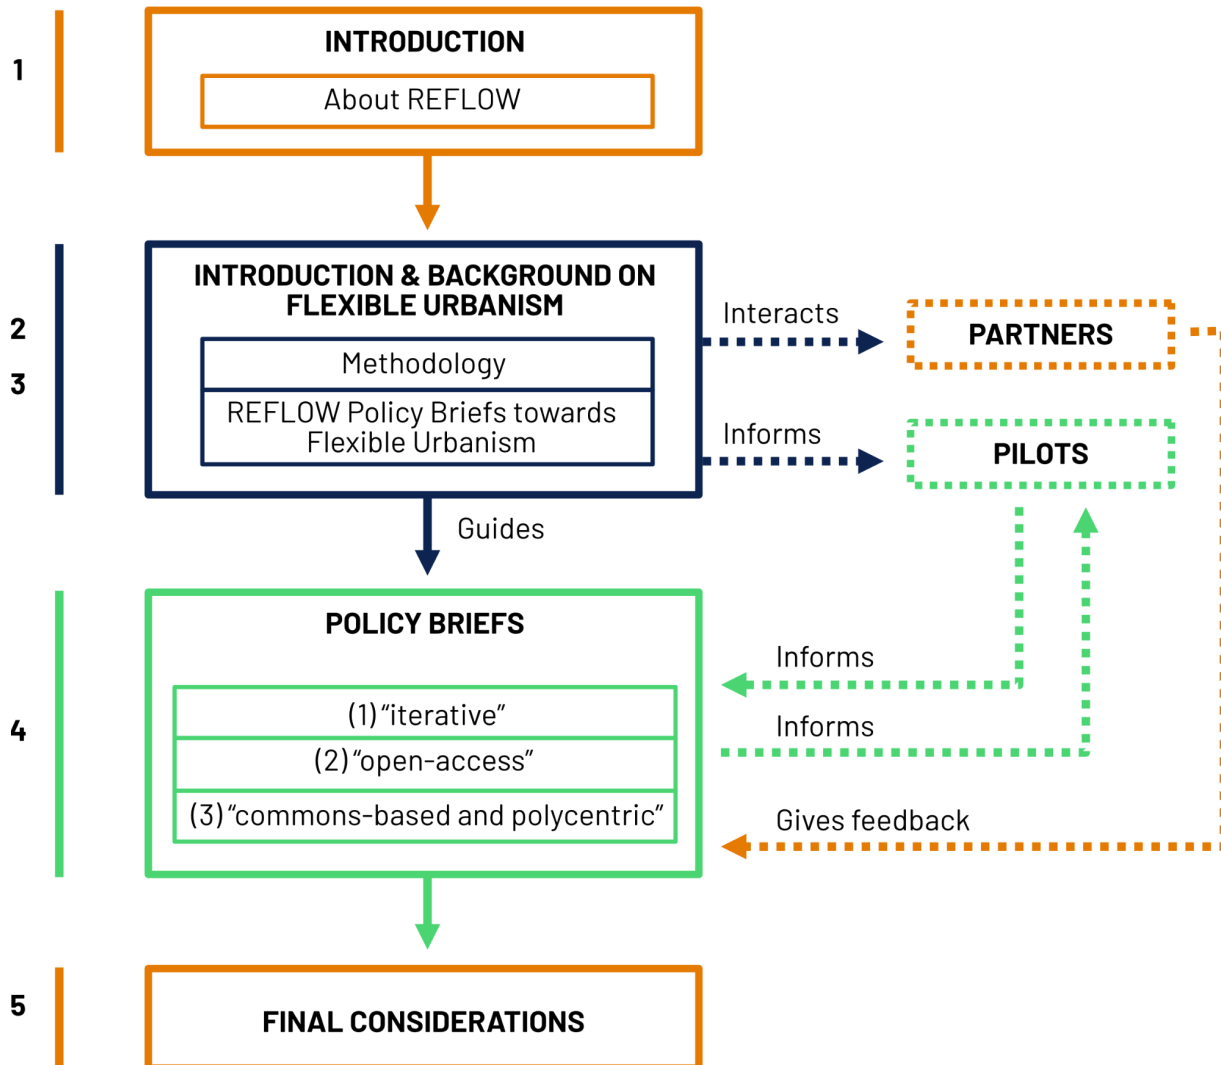 1
INTRODUCTION
About REFLOW
2
3
INTRODUCTION & BACKGROUND ON
FLEXIBLE URBANISM
Methodology
REFLOW Policy Briefs towards
Flexible Urbanism
Interacts
PARTNERS
Informs
PILOTS
Guides
4
POLICY BRIEFS
(1) “iterative”
(2) “open-access”
(3) “commons-based and polycentric”
Informs
Informs
Gives feedback
5
FINAL CONSIDERATIONS